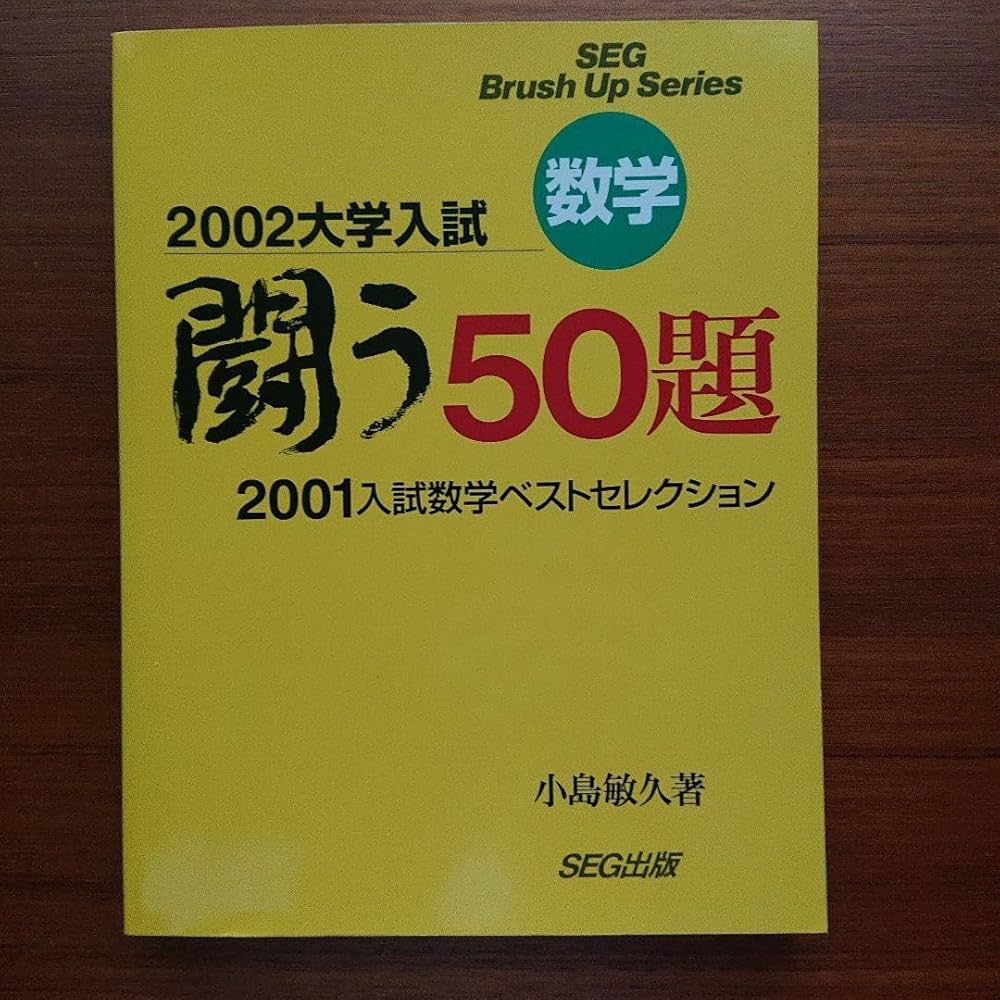 SEG
Brush Up Series
数学
2002大学入試
闘う50題
2001入試数学ベストセレクション
小島敏久著
SEG出版